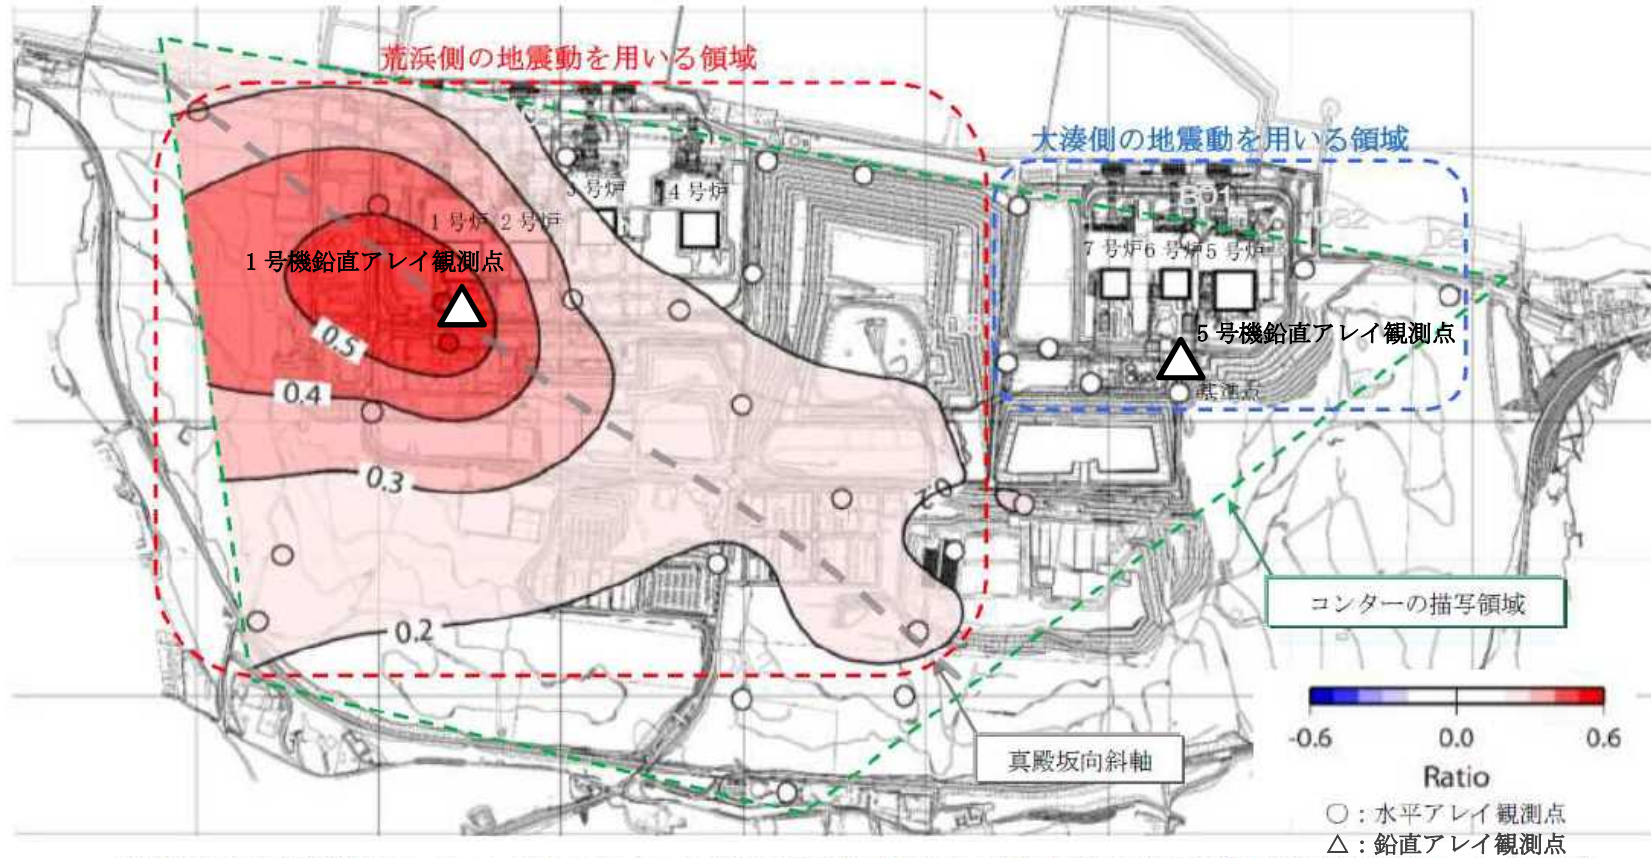 荒浜側の地震動を用いる領域
大湊側の地震動を用いる領域
3号炉
4号炉
1号炉 2号炉
1号機鉛直アレイ観測点
7号炉 6号炉 5号炉
5号機鉛直アレイ観測点
基準点
0.5
0.4
0.3
0.2
0.2
コンターの描写領域
真殿坂向斜軸
-0.6 0.0 0.6
Ratio
○：水平アレイ観測点
△：鉛直アレイ観測点